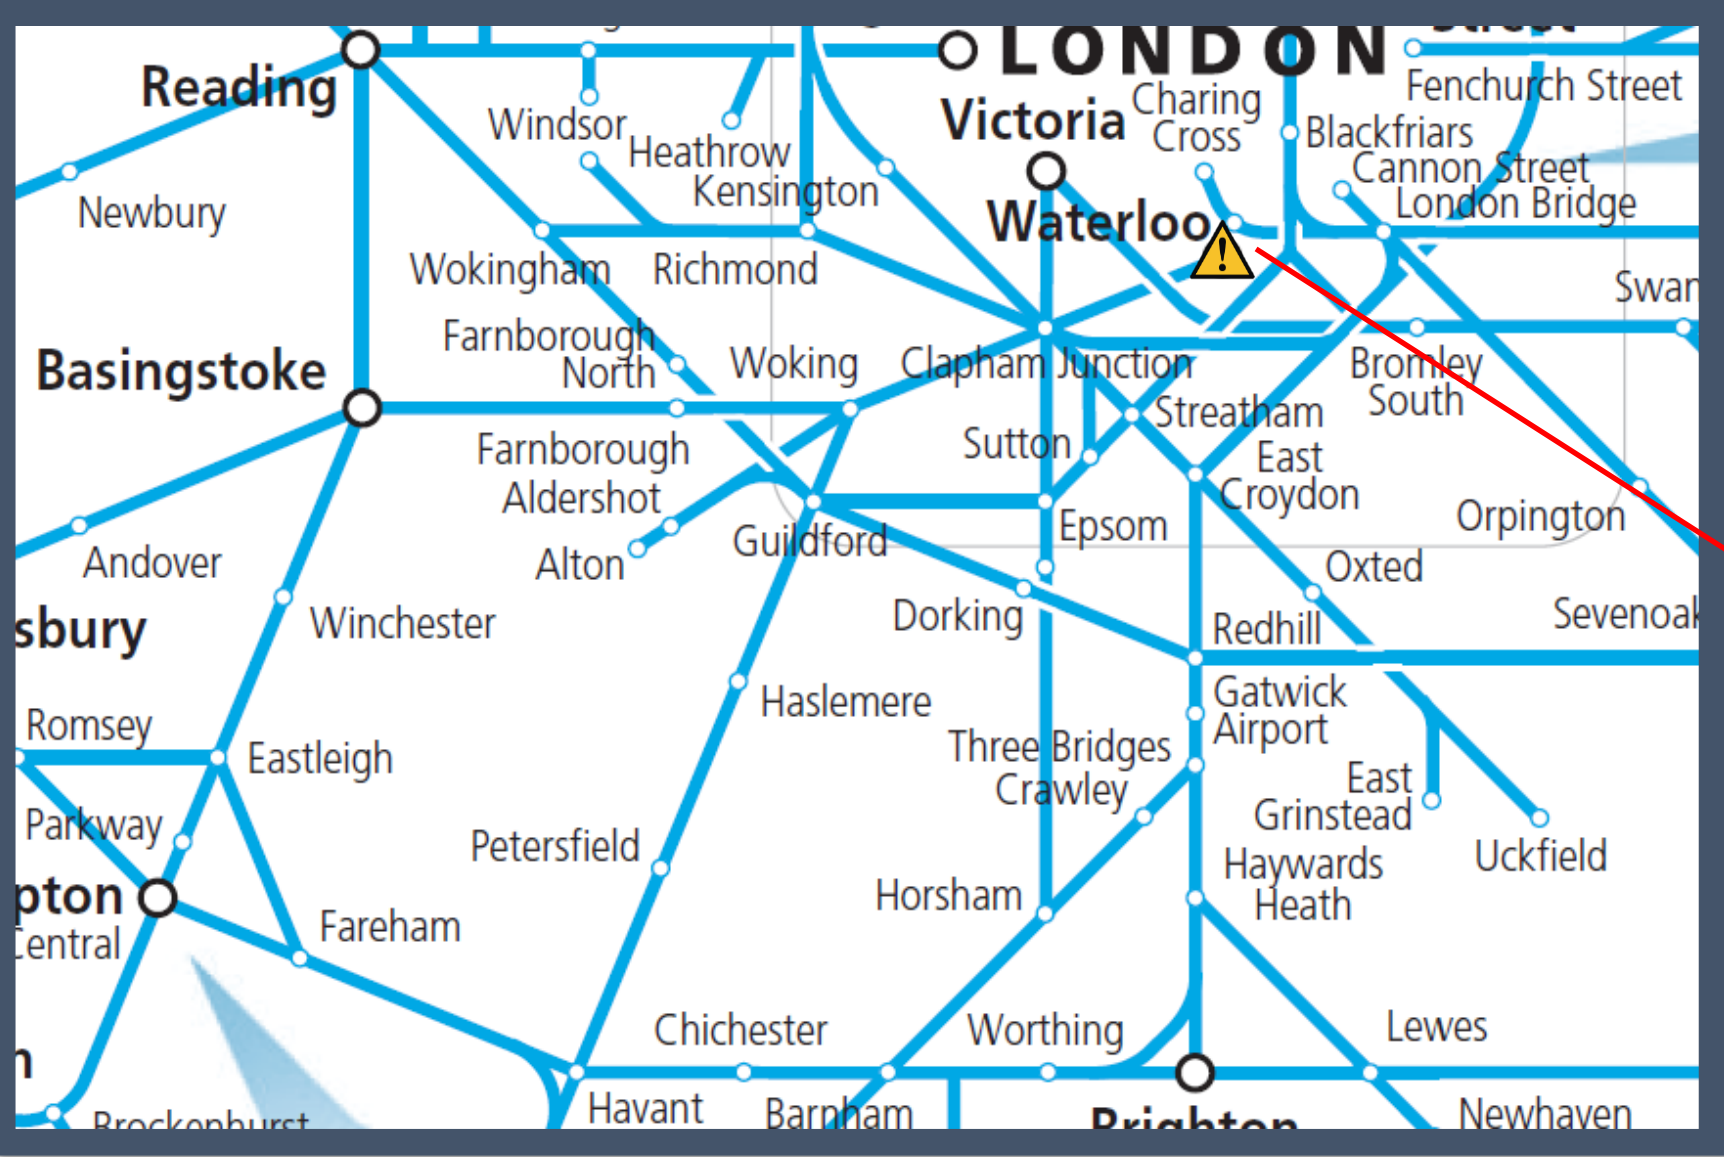 LONDON
Street
Reading
Fenchurch Street
Victoria
Charing
Cross
Windsor
Blackfriars
Heathrow
Cannon Street
Kensington
London Bridge
Newbury
Waterloo
Wokingham
Richmond
Farnborough
North
Woking
Clapham Junction
Bromley
South
Basingstoke
Streatham
Sutton
Farnborough
East
Croydon
Aldershot
Orpington
Guildford
Epsom
Alton
Andover
Oxted
Winchester
Dorking
Redhill
sbury
Gatwick
Airport
Haslemere
Romsey
Three Bridges
Eastleigh
Crawley
East
Grinstead
Parkway
Petersfield
Uckfield
Haywards
Heath
Horsham
pton
Central
Fareham
Chichester
Worthing
Lewes
n
Havant
Barnham
Brighton
Newhaven
Brockenhurst